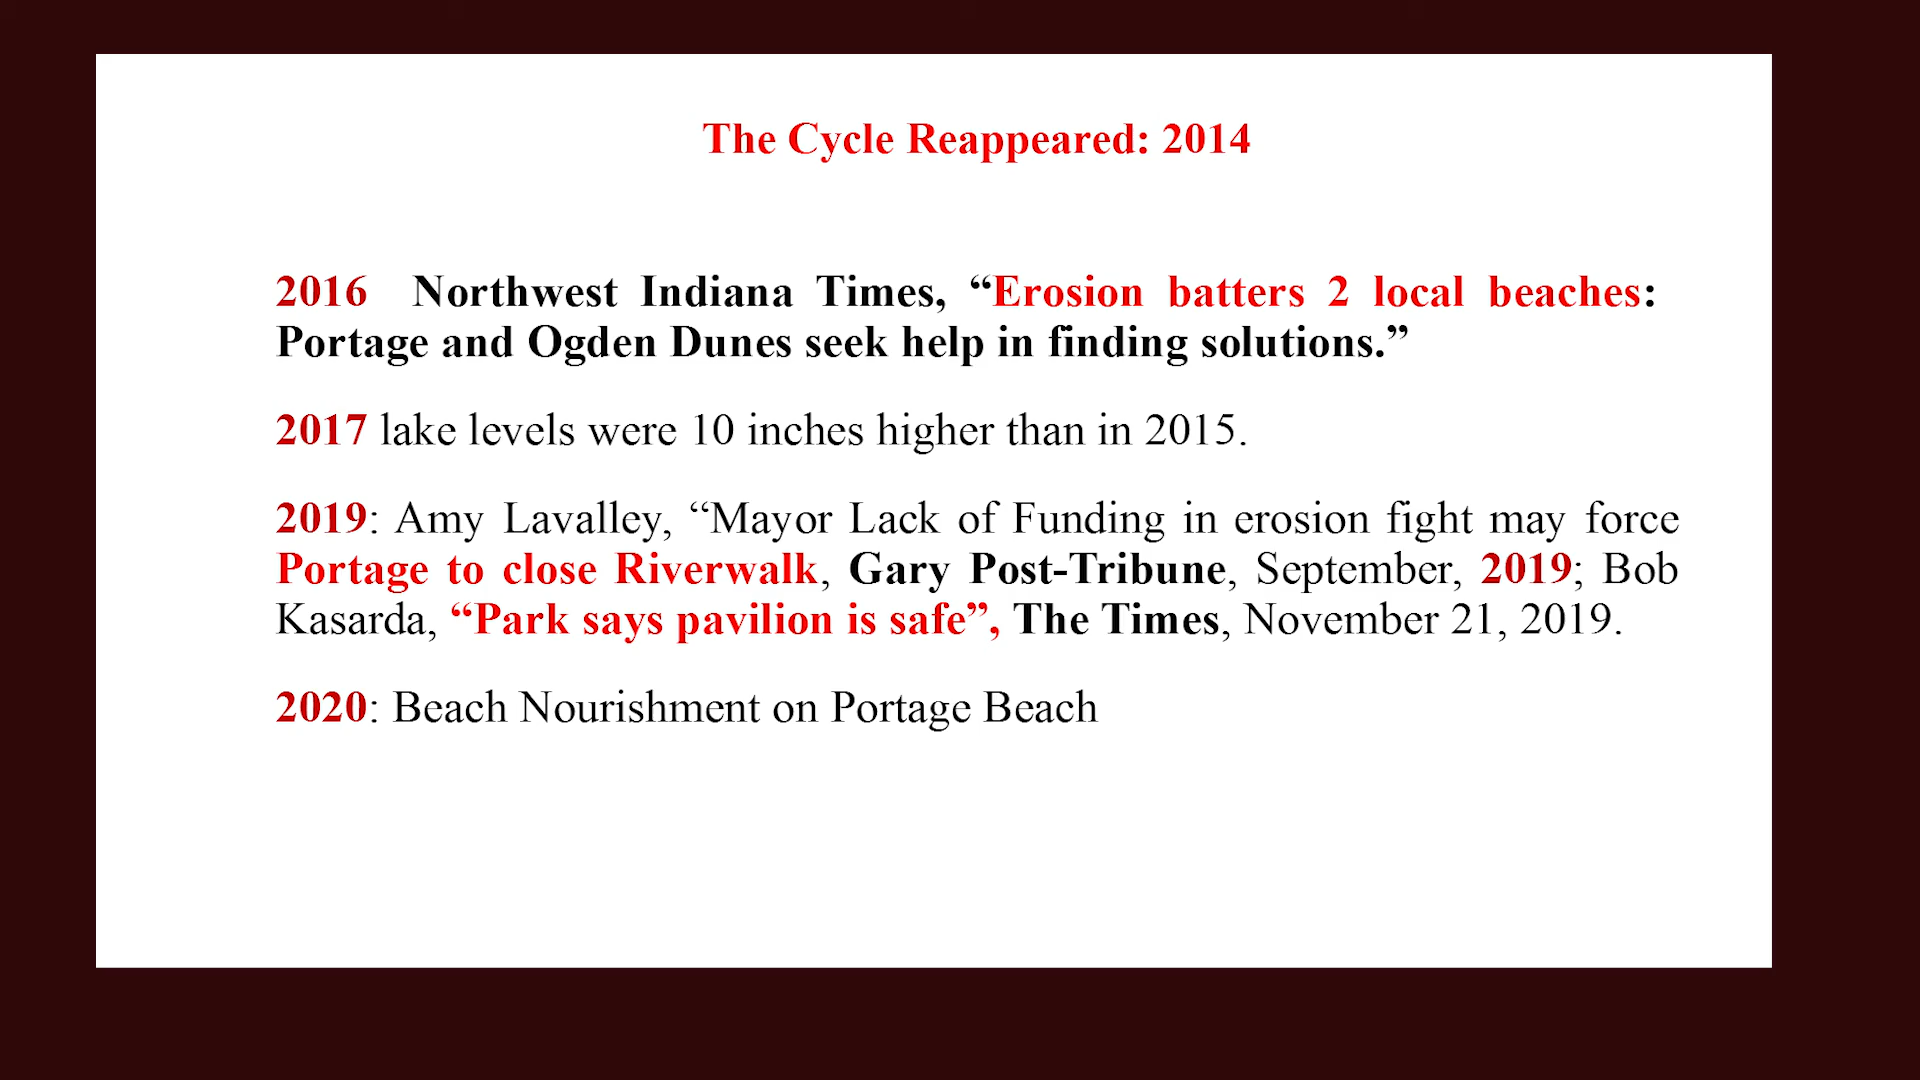 The Cycle Reappeared: 2014
2016 Northwest Indiana Times, “Erosion batters 2 local beaches:
Portage and Ogden Dunes seek help in finding solutions.”
2017 lake levels were 10 inches higher than in 2015.
2019: Amy Lavalley, “Mayor Lack of Funding in erosion fight may force
Portage to close Riverwalk, Gary Post-Tribune, September, 2019; Bob
Kasarda, “Park says pavilion is safe”, The Times, November 21, 2019.
2020: Beach Nourishment on Portage Beach